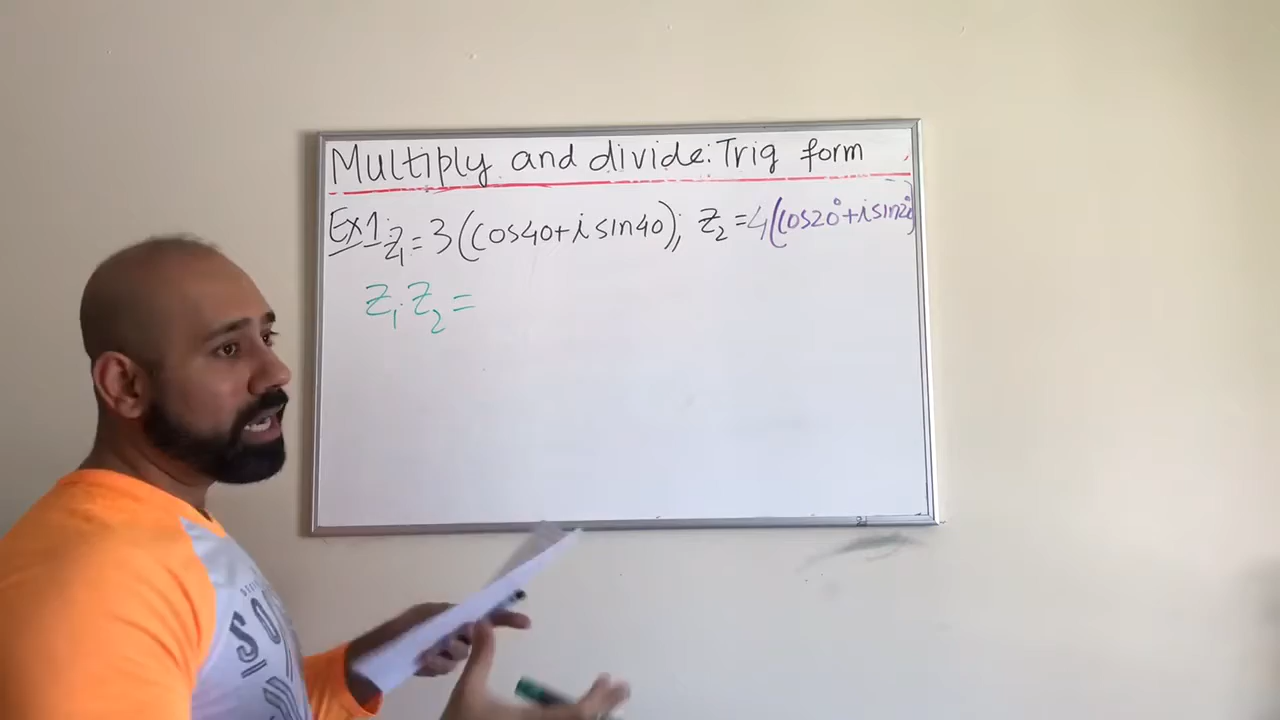 Multiply and divide: Trig form
Ex1: z₁ = 3 (cos40 + i sin40); z₂ = 4 (cos20° + i sin20°)
z₁ · z₂ =